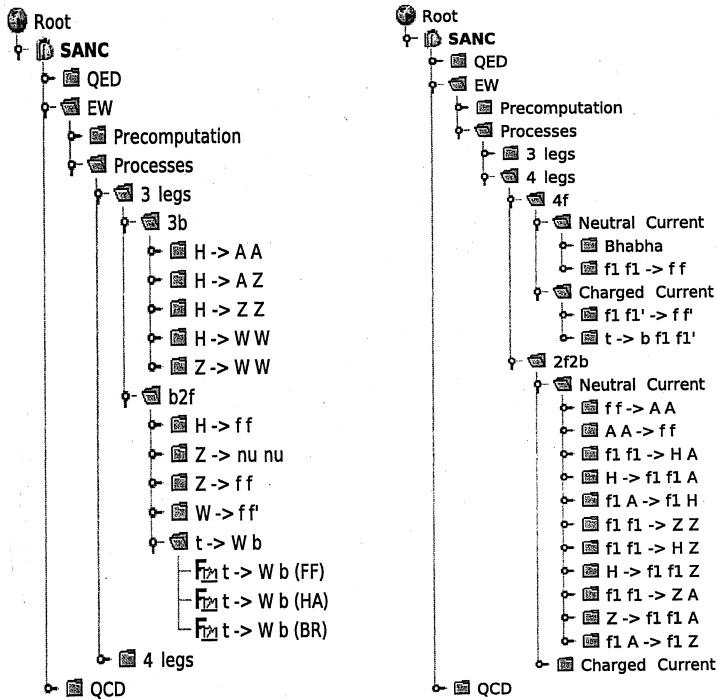 Root
SANC
QED
EW
Precomputation
Processes
3 legs
3b
H -> A A
H -> A Z
H -> Z Z
H -> W W
Z -> W W
b2f
H -> f f
Z -> nu nu
Z -> f f
W -> f f'
t -> W b
t -> W b (FF)
t -> W b (HA)
t -> W b (BR)
4 legs
QCD
Root
SANC
QED
EW
Precomputation
Processes
3 legs
4 legs
4f
Neutral Current
Bhabha
f1 f1 -> f f
Charged Current
f1 f1' -> f f'
t -> b f1 f1'
2f2b
Neutral Current
f f -> A A
A A -> f f
f1 f1 -> H A
H -> f1 f1 A
f1 A -> f1 H
f1 f1 -> Z Z
f1 f1 -> H Z
H -> f1 f1 Z
f1 f1 -> Z A
Z -> f1 f1 A
f1 A -> f1 Z
Charged Current
QCD